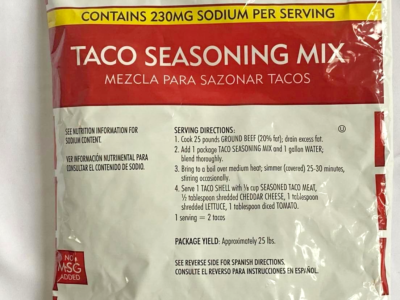 CONTAINS 230MG SODIUM PER SERVING
TACO SEASONING MIX
MEZCLA PARA SAZONAR TACOS
SEE NUTRITION INFORMATION FOR
SODIUM CONTENT.
VER INFORMACIÓN NUTRIMENTAL PARA
CONSULTAR EL CONTENIDO DE SODIO.
SERVING DIRECTIONS:
1. Cook 25 pounds GROUND BEEF (20% fat); drain excess fat.
2. Add 1 package TACO SEASONING MIX and 1 gallon WATER;
blend thoroughly.
3. Bring to a boil over medium heat; simmer (covered) 25-30 minutes,
stirring occasionally.
4. Serve 1 TACO SHELL with ⅛ cup SEASONED TACO MEAT,
½ tablespoon shredded CHEDDAR CHEESE, 1 tablespoon
shredded LETTUCE, 1 tablespoon diced TOMATO.
1 serving = 2 tacos
PACKAGE YIELD: Approximately 25 lbs.
SEE REVERSE SIDE FOR SPANISH DIRECTIONS.
CONSULTE EL REVERSO PARA INSTRUCCIONES EN ESPAÑOL.
NO
MSG
ADDED